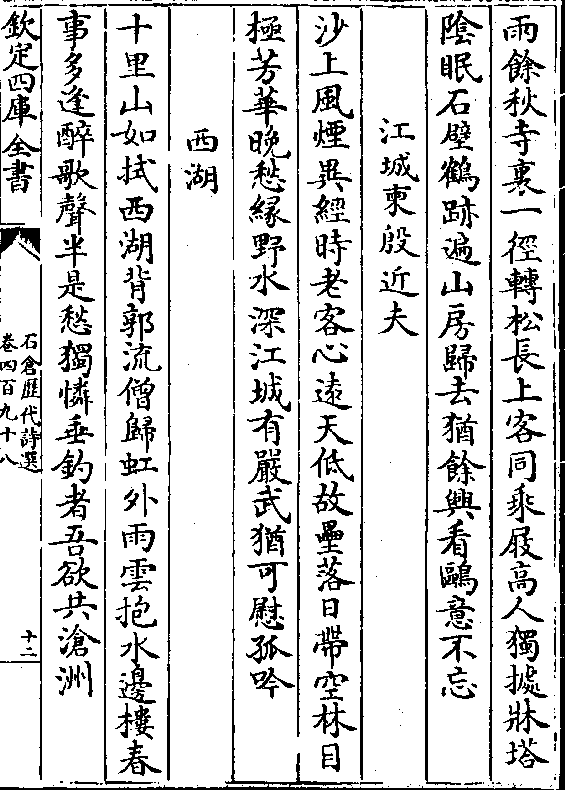 雨餘秋寺裏一徑轉松長上客同乘屐高人獨據牀塔
陰眠石壁鶴跡遍山房歸去猶餘興看鷗意不忘
江城柬殷近夫
沙上風煙異經時老客心遠天低故壘落日帶空林目
極芳華晚愁緣野水深江城有嚴武猶可慰孤吟
西湖
十里山如拭西湖背郭流僧歸虹外雨雲抱水邊樓春
事多逢醉歌聲半是愁獨憐垂釣者吾欲共滄洲
欽定四庫全書
石倉歷代詩選
卷四百九十八
十二